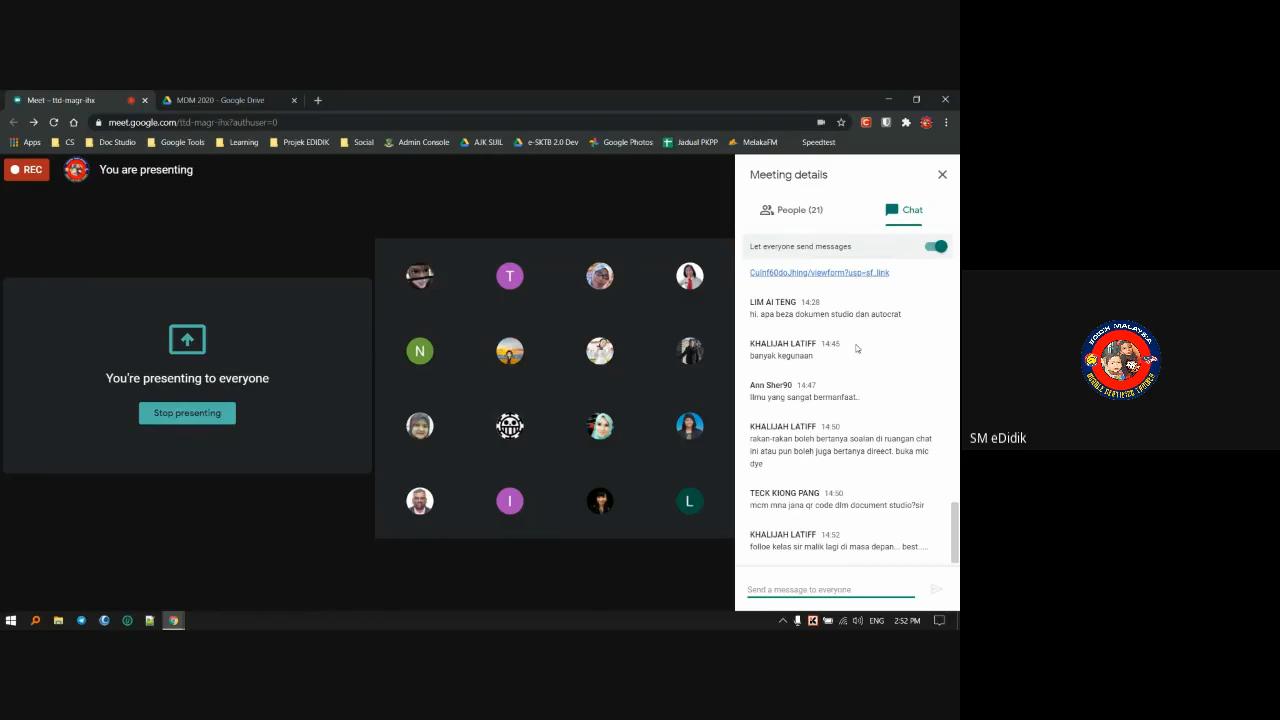 Meet – ttd-magr-ihx
MDM 2020 - Google Drive
meet.google.com/ttd-magr-ihx?authuser=0
Apps
CS
Doc Studio
Google Tools
Learning
Projek EDIDIK
Social
Admin Console
AJK SIJIL
e-SKTB 2.0 Dev
Google Photos
Jadual PKPP
MelakaFM
Speedtest
REC
You are presenting
You're presenting to everyone
Stop presenting
T
N
I
L
Meeting details
People (21)
Chat
Let everyone send messages
CuInf60doJhing/viewform?usp=sf_link
LIM AI TENG 14:28
hi. apa beza dokumen studio dan autocrat
KHALIJAH LATIFF 14:45
banyak kegunaan
Ann Sher90 14:47
Ilmu yang sangat bermanfaat..
KHALIJAH LATIFF 14:50
rakan-rakan boleh bertanya soalan di ruangan chat
ini atau pun boleh juga bertanya direect. buka mic
dye
TECK KIONG PANG 14:50
mcm mna jana qr code dlm document studio?sir
KHALIJAH LATIFF 14:52
folloe kelas sir malik lagi di masa depan... best.....
Send a message to everyone
ENG
2:52 PM
SM eDidik
EDIDIK MALAYSIA
GOOGLE CERTIFIED TRAINER